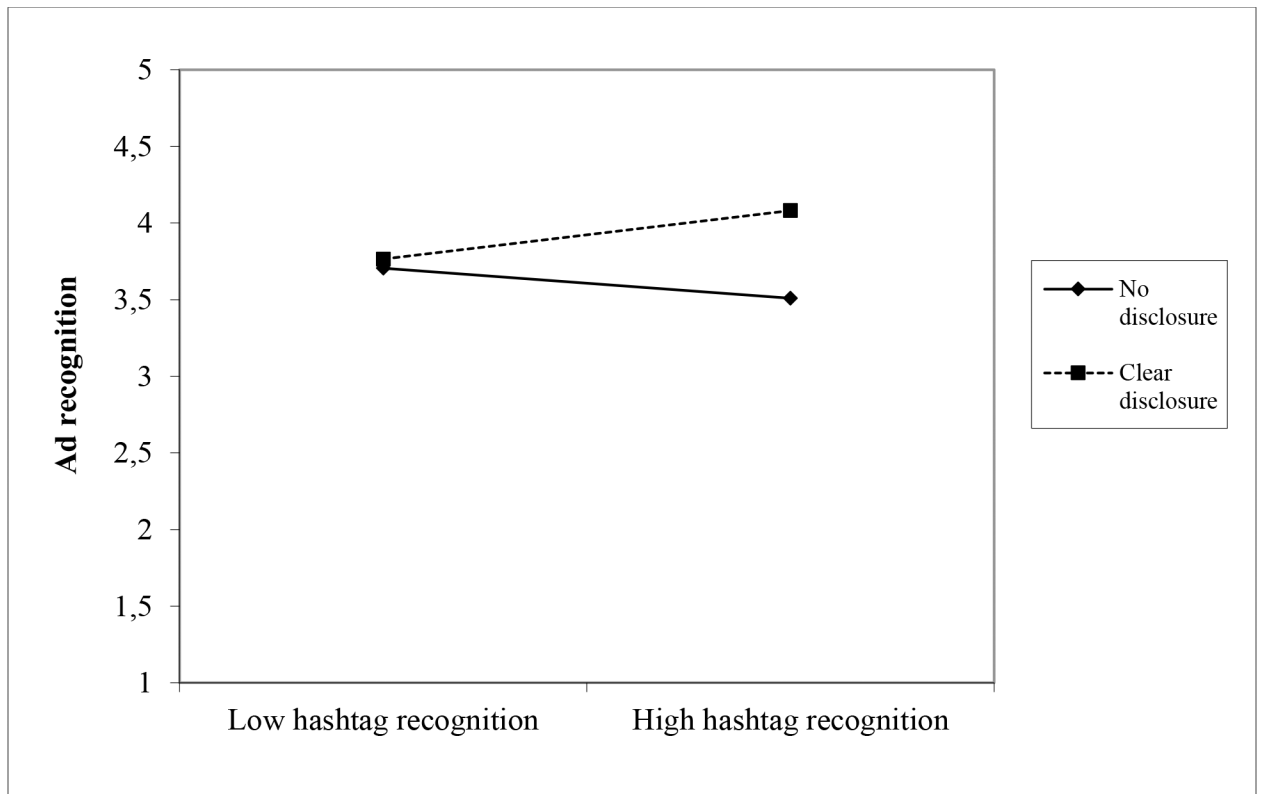 5
4,5
4
3,5
3
2,5
2
1,5
1
Ad recognition
Low hashtag recognition
High hashtag recognition
No
disclosure
Clear
disclosure